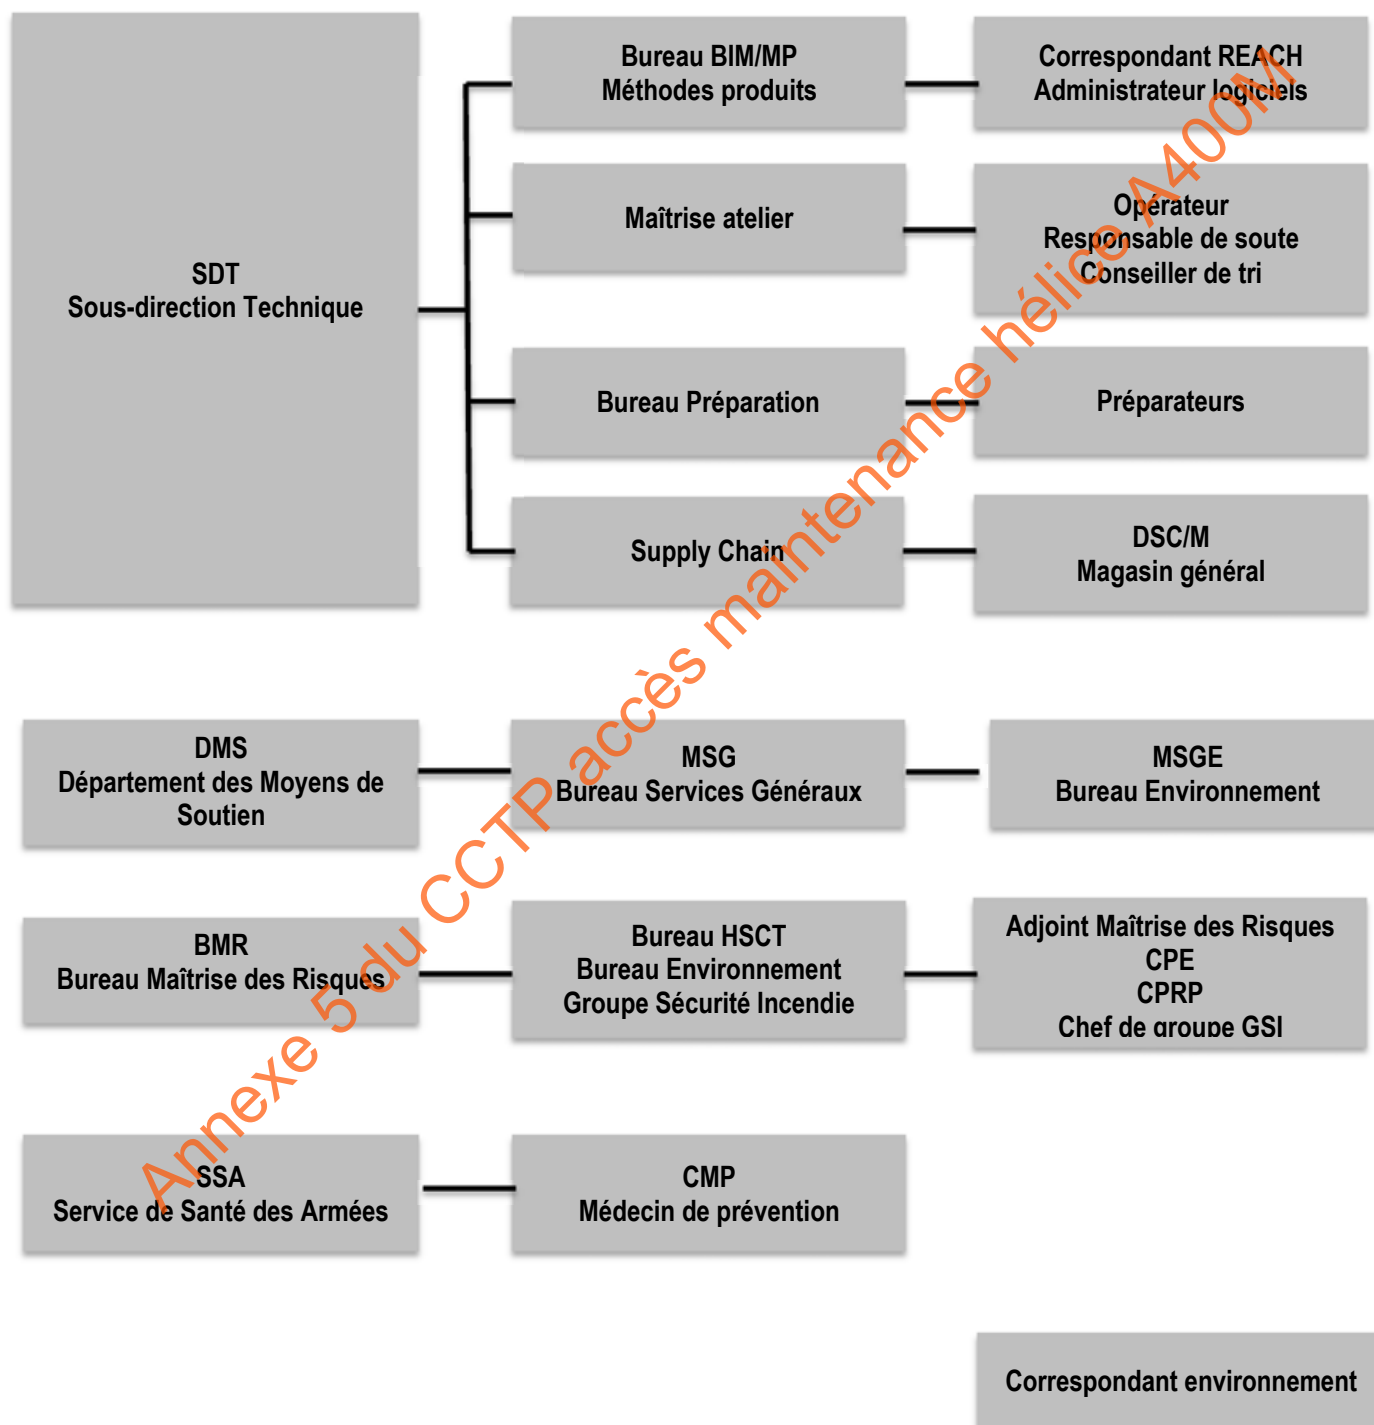 SDT
Sous-direction Technique
Bureau BIM/MP
Méthodes produits
Correspondant REACH
Administrateur logiciels
Maîtrise atelier
Opérateur
Responsable de soute
Conseiller de tri
Bureau Préparation
Préparateurs
Supply Chain
DSC/M
Magasin général
DMS
Département des Moyens de
Soutien
MSG
Bureau Services Généraux
MSGE
Bureau Environnement
BMR
Bureau Maîtrise des Risques
Bureau HSCT
Bureau Environnement
Groupe Sécurité Incendie
Adjoint Maîtrise des Risques
CPE
CPRP
Chef de groupe GSI
SSA
Service de Santé des Armées
CMP
Médecin de prévention
Correspondant environnement
Annexe 5 du CCTP accès maintenance hélice A400M